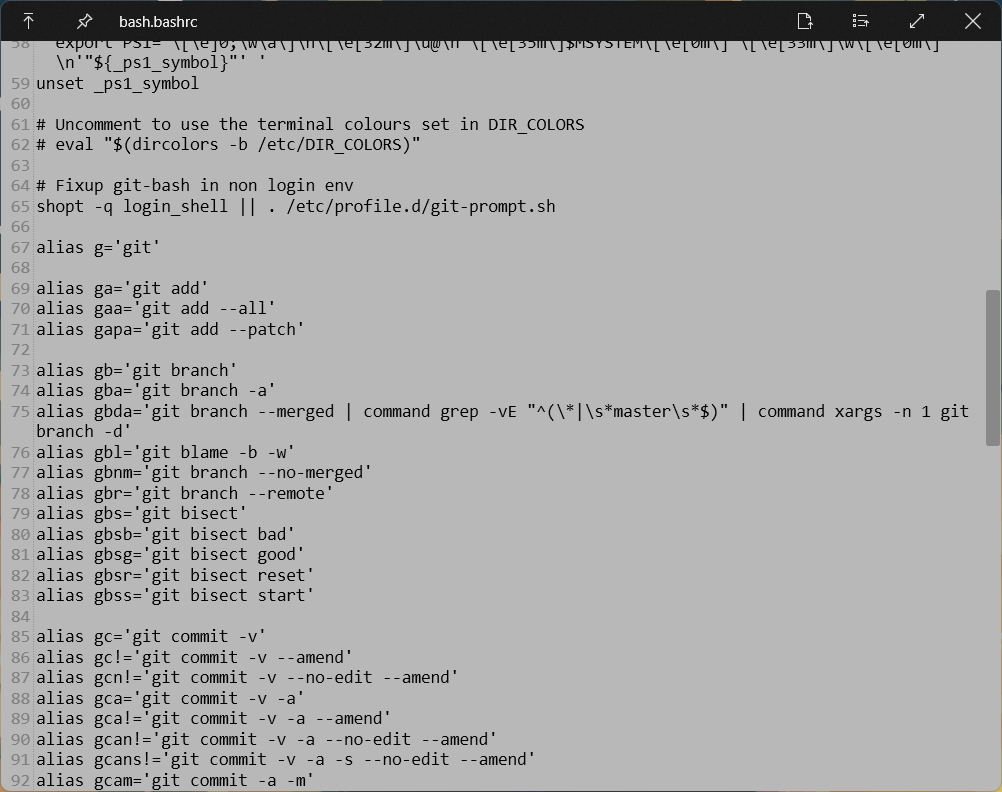 bash.bashrc
58 export PS1='\[\e]0;\w\a\]\n\[\e[32m\]\u@\h \[\e[35m\]$MSYSTEM\[\e[0m\] \[\e[33m\]\w\[\e[0m\]
\n'"${_ps1_symbol}"' '
59 unset _ps1_symbol
60
61 # Uncomment to use the terminal colours set in DIR_COLORS
62 # eval "$(dircolors -b /etc/DIR_COLORS)"
63
64 # Fixup git-bash in non login env
65 shopt -q login_shell || . /etc/profile.d/git-prompt.sh
66
67 alias g='git'
68
69 alias ga='git add'
70 alias gaa='git add --all'
71 alias gapa='git add --patch'
72
73 alias gb='git branch'
74 alias gba='git branch -a'
75 alias gbda='git branch --merged | command grep -vE "^(\*|\s*master\s*$)" | command xargs -n 1 git
branch -d'
76 alias gbl='git blame -b -w'
77 alias gbnm='git branch --no-merged'
78 alias gbr='git branch --remote'
79 alias gbs='git bisect'
80 alias gbsb='git bisect bad'
81 alias gbsg='git bisect good'
82 alias gbsr='git bisect reset'
83 alias gbss='git bisect start'
84
85 alias gc='git commit -v'
86 alias gc!='git commit -v --amend'
87 alias gcn!='git commit -v --no-edit --amend'
88 alias gca='git commit -v -a'
89 alias gca!='git commit -v -a --amend'
90 alias gcan!='git commit -v -a --no-edit --amend'
91 alias gcans!='git commit -v -a -s --no-edit --amend'
92 alias gcam='git commit -a -m'